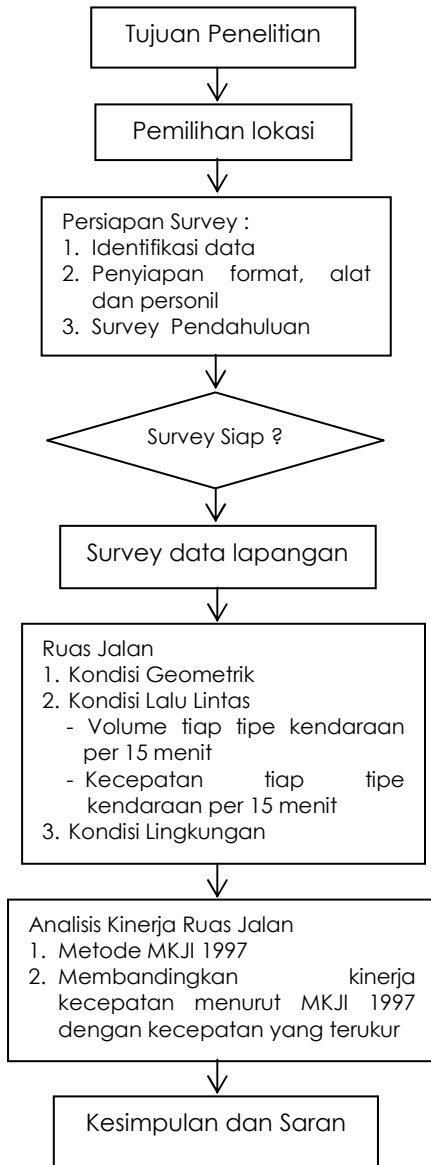 Tujuan Penelitian
Pemilihan lokasi
Persiapan Survey :
1. Identifikasi data
2. Penyiapan format, alat
dan personil
3. Survey Pendahuluan
Survey Siap ?
Survey data lapangan
Ruas Jalan
1. Kondisi Geometrik
2. Kondisi Lalu Lintas
- Volume tiap tipe kendaraan
per 15 menit
- Kecepatan tiap tipe
kendaraan per 15 menit
3. Kondisi Lingkungan
Analisis Kinerja Ruas Jalan
1. Metode MKJI 1997
2. Membandingkan kinerja
kecepatan menurut MKJI 1997
dengan kecepatan yang terukur
Kesimpulan dan Saran